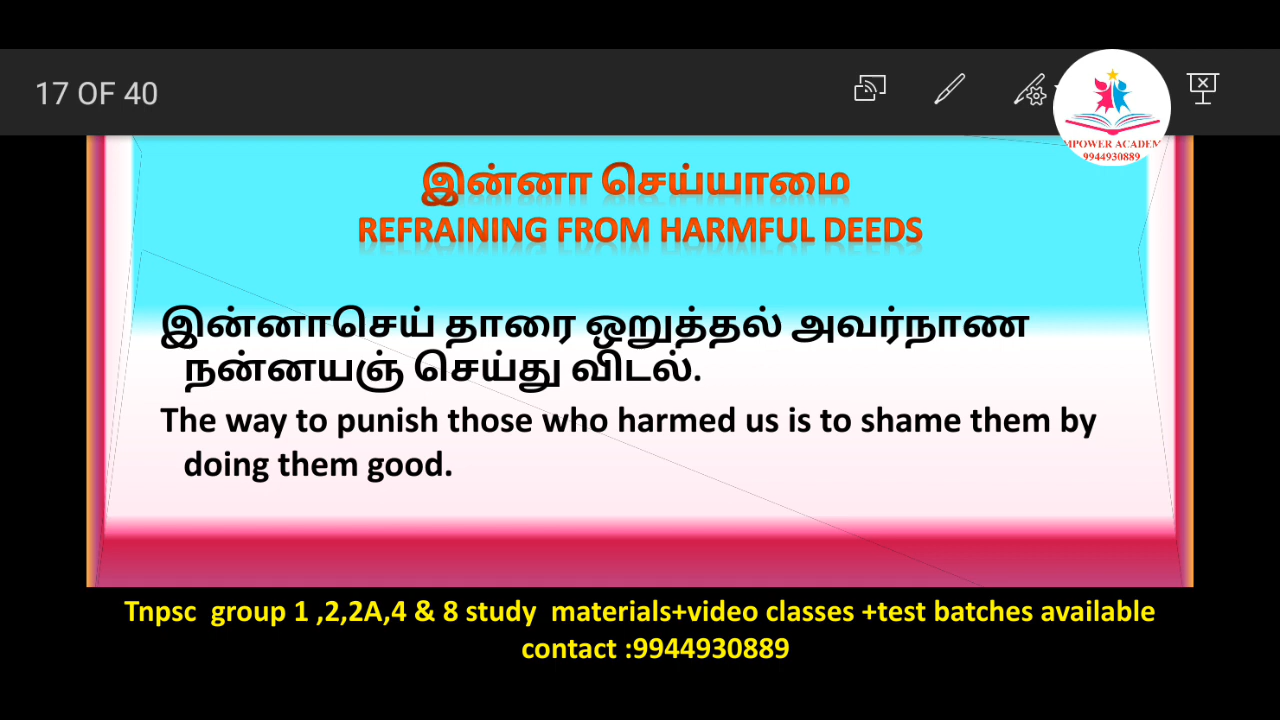 17 OF 40
MPOWER ACADEM
9944930889
இன்னா செய்யாமை
REFRAINING FROM HARMFUL DEEDS
இன்னாசெய் தாரை ஒறுத்தல் அவர்நாண
நன்னயஞ் செய்து விடல்.
The way to punish those who harmed us is to shame them by
doing them good.
Tnpsc group 1 ,2,2A,4 & 8 study materials+video classes +test batches available
contact :9944930889